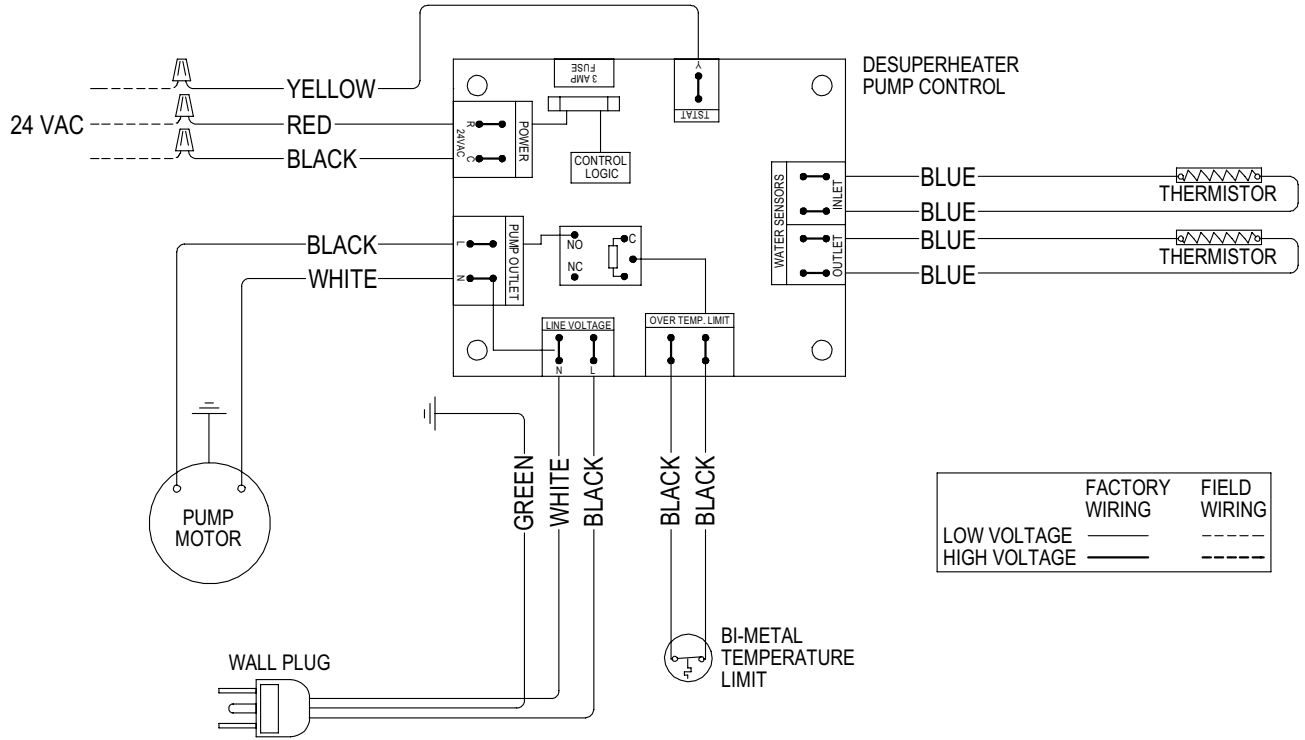 DESUPERHEATER
PUMP CONTROL
3 AMP
FUSE
Y
TSTAT
YELLOW
24 VAC
RED
BLACK
R
24VAC
C
POWER
CONTROL
LOGIC
WATER SENSORS
INLET
OUTLET
BLUE
BLUE
THERMISTOR
BLUE
BLUE
THERMISTOR
BLACK
WHITE
L
N
PUMP OUTLET
NO
C
NC
LINE VOLTAGE
N
L
OVER TEMP. LIMIT
GREEN
WHITE
BLACK
BLACK
BLACK
PUMP
MOTOR
FACTORY FIELD
WIRING WIRING
LOW VOLTAGE
HIGH VOLTAGE
BI-METAL
TEMPERATURE
LIMIT
WALL PLUG